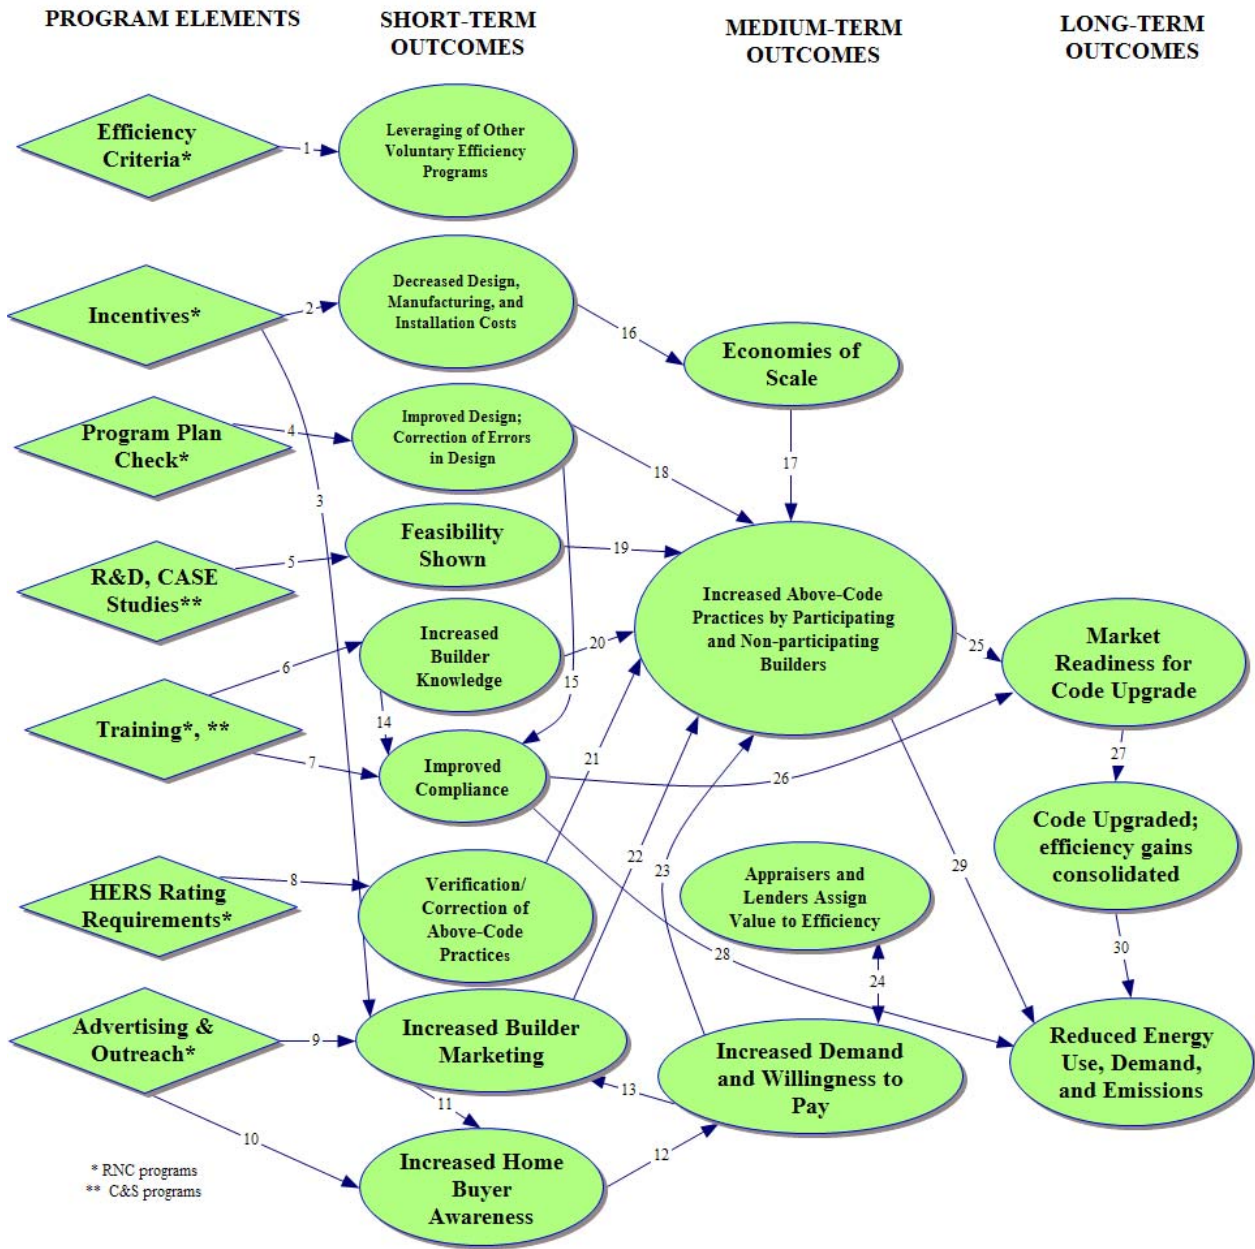 PROGRAM ELEMENTS
SHORT-TERM
OUTCOMES
MEDIUM-TERM
OUTCOMES
LONG-TERM
OUTCOMES
Efficiency
Criteria*
1
Leveraging of Other
Voluntary Efficiency
Programs
Incentives*
2
Decreased Design,
Manufacturing, and
Installation Costs
16
Economies of
Scale
Program Plan
Check*
4
Improved Design;
Correction of Errors
in Design
18
17
3
R&D, CASE
Studies**
5
Feasibility
Shown
19
Increased Above-Code
Practices by Participating
and Non-participating
Builders
25
Market
Readiness for
Code Upgrade
6
Increased
Builder
Knowledge
20
15
Training*, **
7
14
Improved
Compliance
21
26
27
Code Upgraded;
efficiency gains
consolidated
22
23
29
HERS Rating
Requirements*
8
Verification/
Correction of
Above-Code
Practices
Appraisers and
Lenders Assign
Value to Efficiency
28
24
30
Advertising &
Outreach*
9
Increased Builder
Marketing
13
Increased Demand
and Willingness to
Pay
Reduced Energy
Use, Demand,
and Emissions
11
10
Increased Home
Buyer
Awareness
12
* RNC programs
** C&S programs